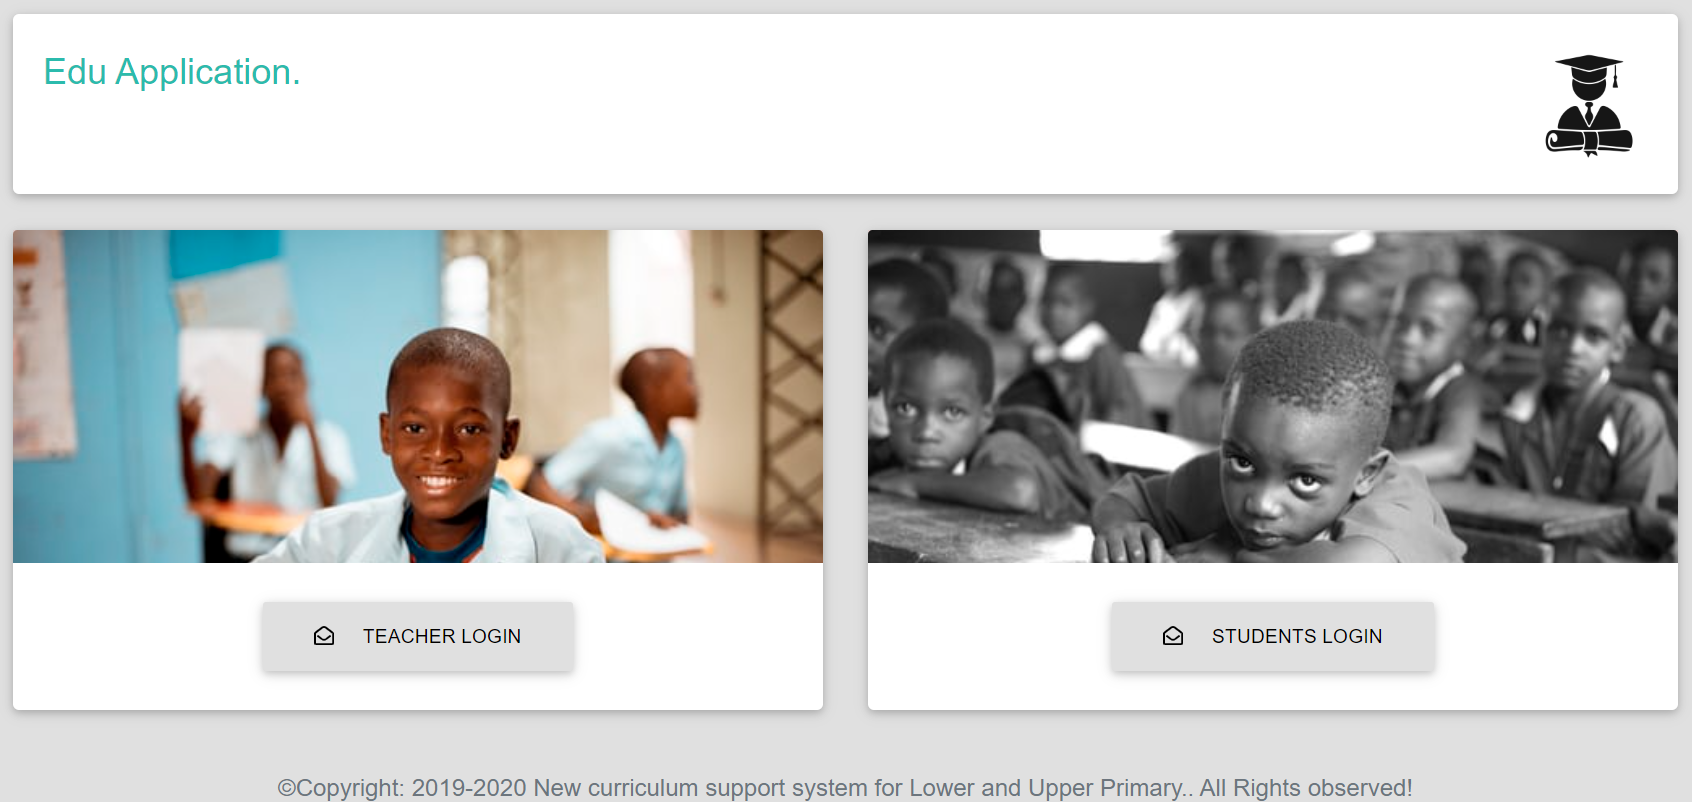 Edu Application.
TEACHER LOGIN
STUDENTS LOGIN
©Copyright: 2019-2020 New curriculum support system for Lower and Upper Primary.. All Rights observed!